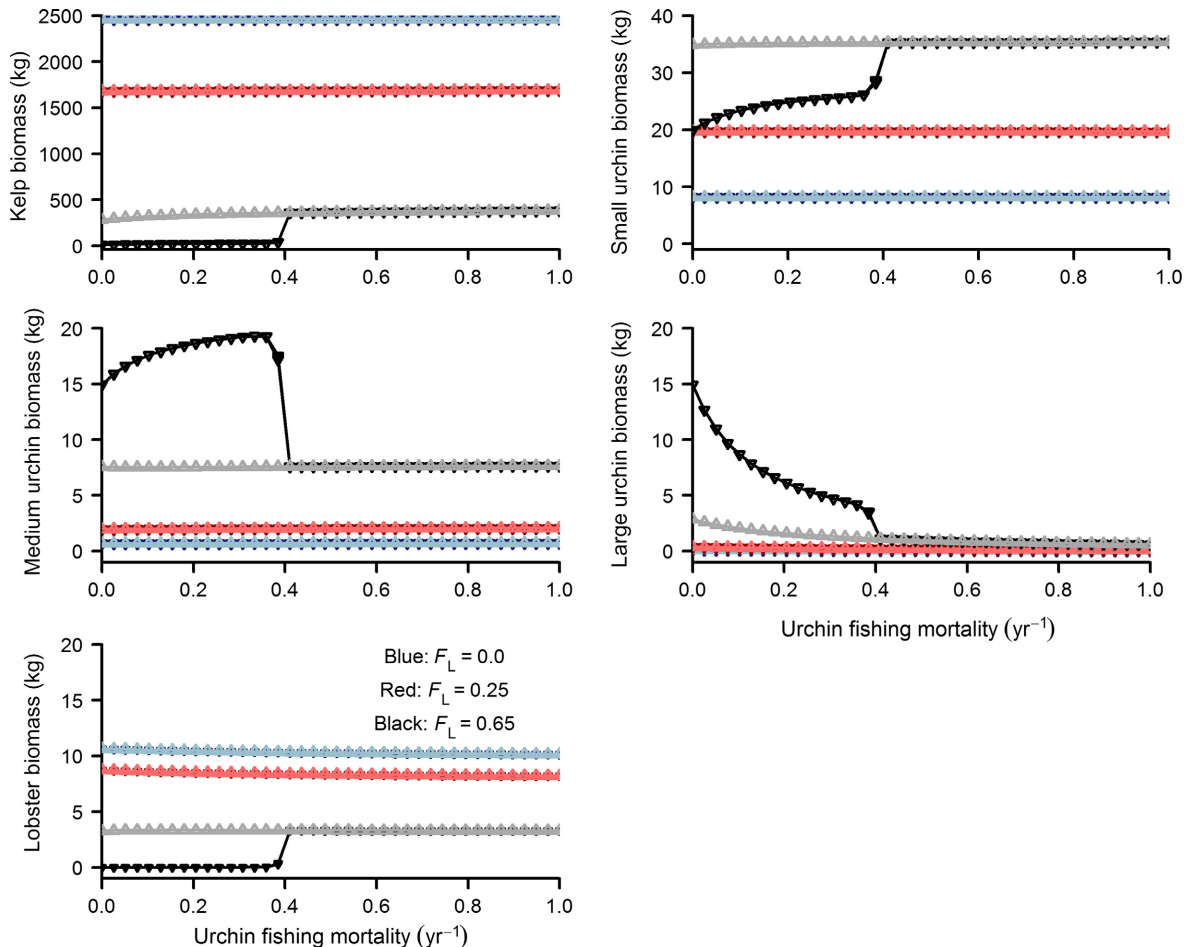 Kelp biomass (kg)
2500
2000
1500
1000
500
0
0.0 0.2 0.4 0.6 0.8 1.0
Small urchin biomass (kg)
40
30
20
10
0
0.0 0.2 0.4 0.6 0.8 1.0
Medium urchin biomass (kg)
20
15
10
5
0
0.0 0.2 0.4 0.6 0.8 1.0
Large urchin biomass (kg)
20
15
10
5
0
0.0 0.2 0.4 0.6 0.8 1.0
Urchin fishing mortality (yr⁻¹)
Lobster biomass (kg)
20
15
10
5
0
Blue: F_L = 0.0
Red: F_L = 0.25
Black: F_L = 0.65
0.0 0.2 0.4 0.6 0.8 1.0
Urchin fishing mortality (yr⁻¹)